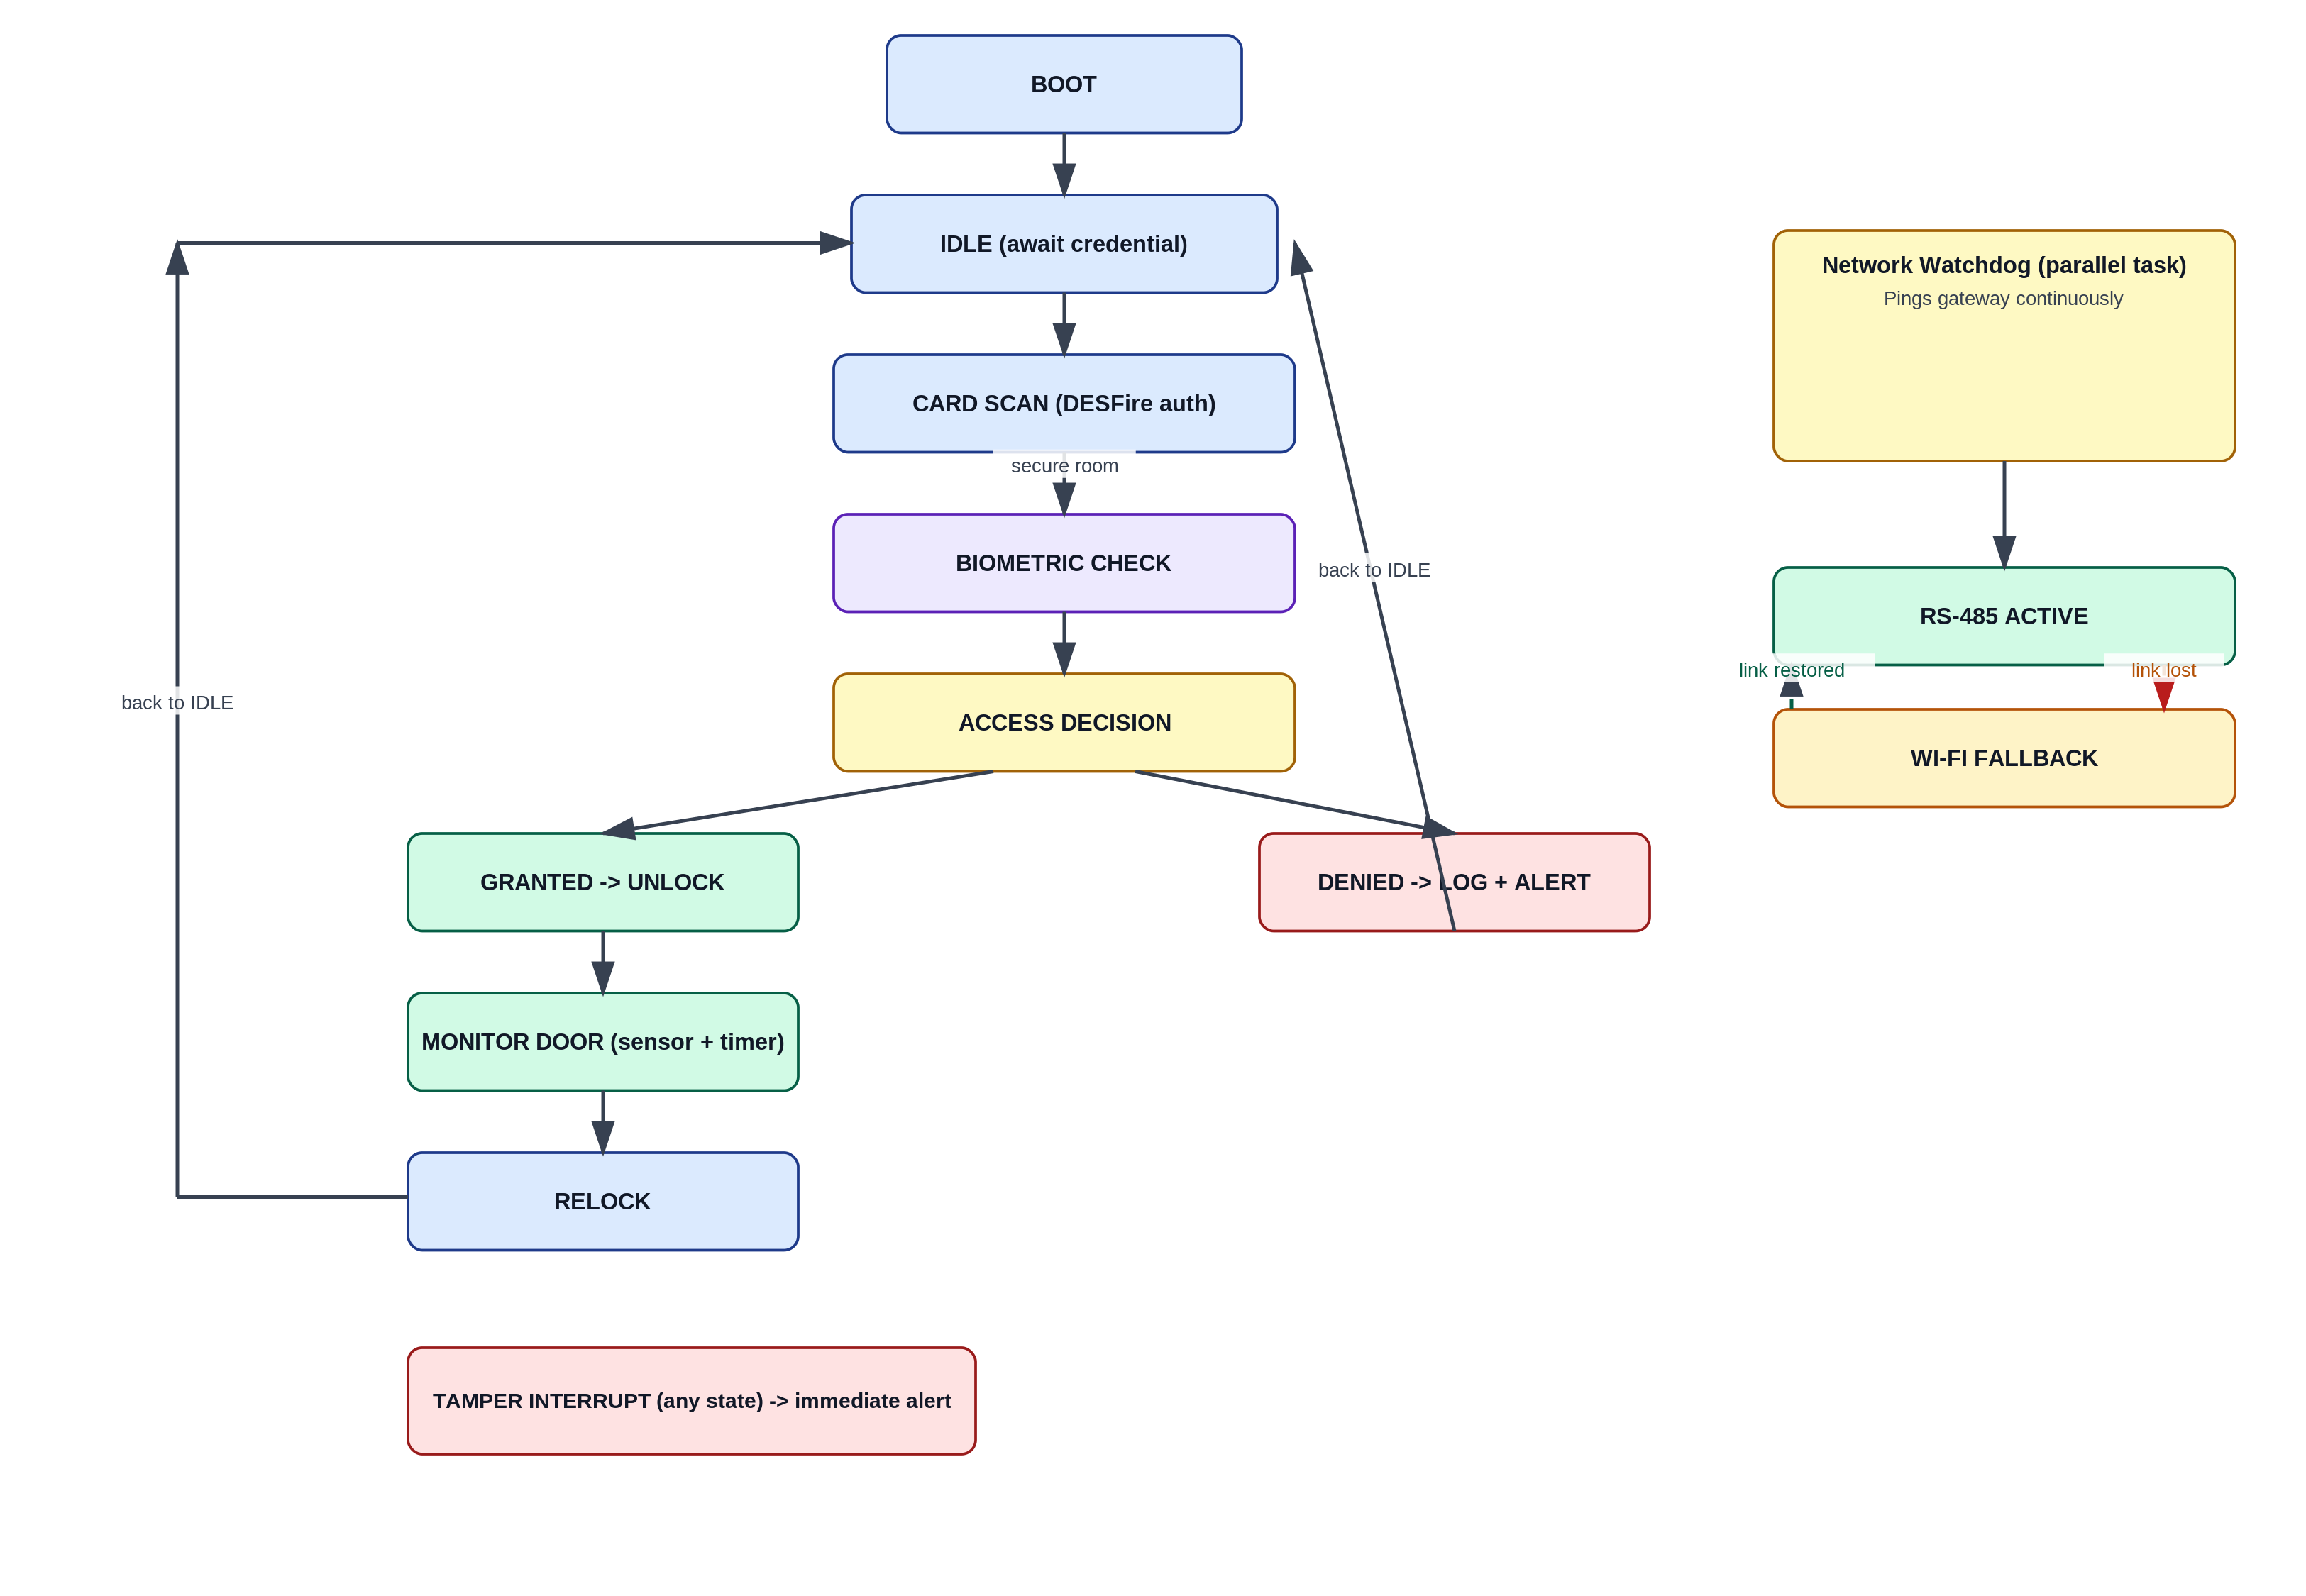 BOOT
IDLE (await credential)
CARD SCAN (DESFire auth)
secure room
BIOMETRIC CHECK
back to IDLE
ACCESS DECISION
back to IDLE
GRANTED -> UNLOCK
DENIED -> LOG + ALERT
MONITOR DOOR (sensor + timer)
RELOCK
TAMPER INTERRUPT (any state) -> immediate alert
Network Watchdog (parallel task)
Pings gateway continuously
RS-485 ACTIVE
link restored
link lost
WI-FI FALLBACK